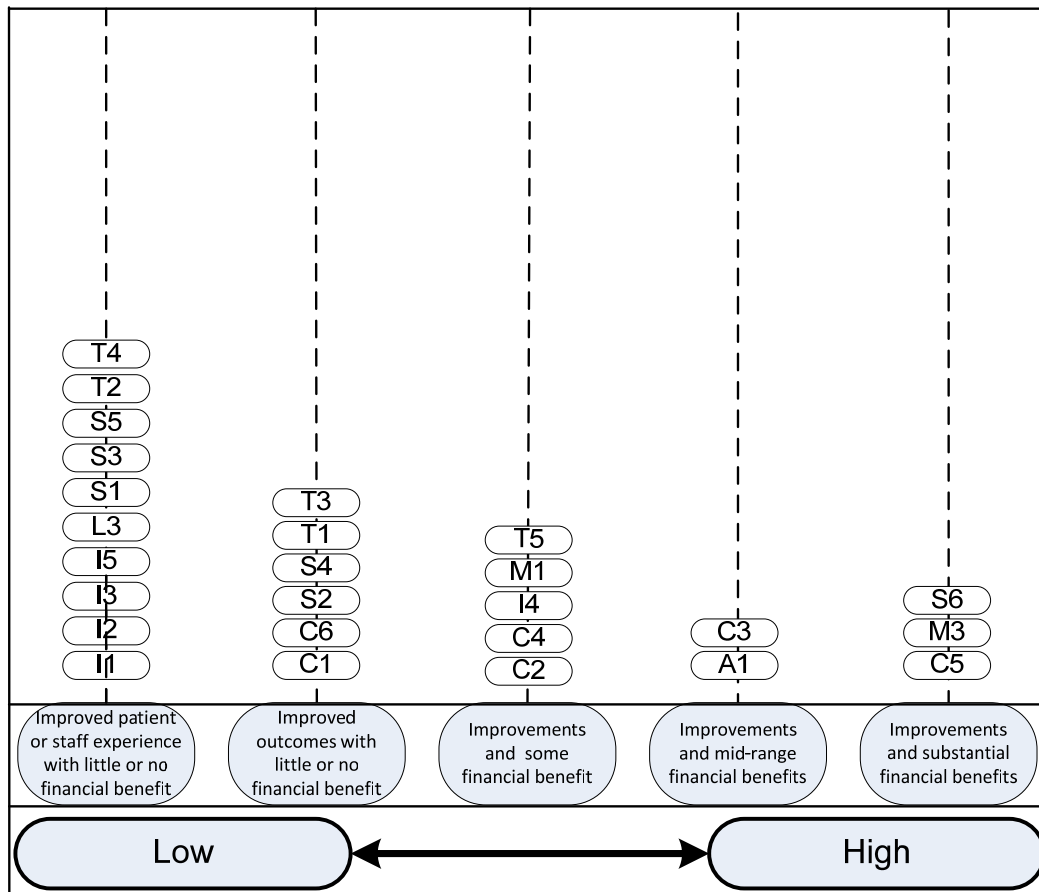 T4
T2
S5
S3
S1
L3
I5
I3
I2
I1
T3
T1
S4
S2
C6
C1
T5
M1
I4
C4
C2
C3
A1
S6
M3
C5
Improved patient
or staff experience
with little or no
financial benefit
Improved
outcomes with
little or no
financial benefit
Improvements
and some
financial benefit
Improvements
and mid-range
financial benefits
Improvements
and substantial
financial benefits
Low
High